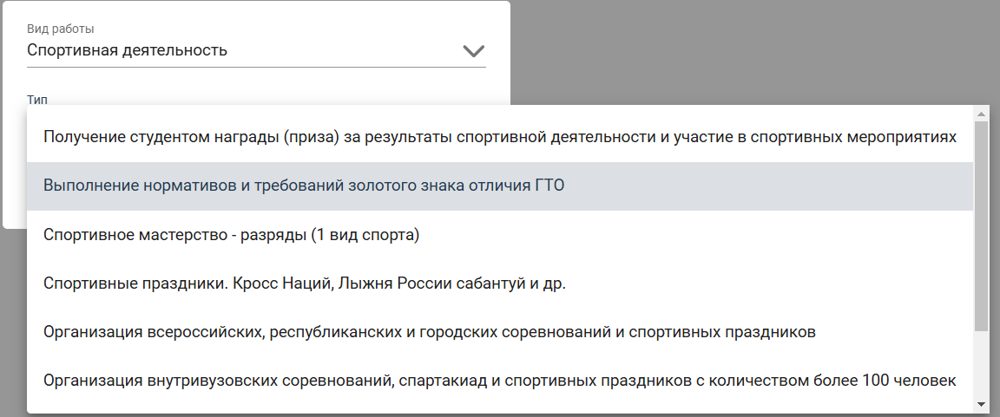 Вид работы
Спортивная деятельность
Тип
Получение студентом награды (приза) за результаты спортивной деятельности и участие в спортивных мероприятиях
Выполнение нормативов и требований золотого знака отличия ГТО
Спортивное мастерство - разряды (1 вид спорта)
Спортивные праздники. Кросс Наций, Лыжня России сабантуй и др.
Организация всероссийских, республиканских и городских соревнований и спортивных праздников
Организация внутривузовских соревнований, спартакиад и спортивных праздников с количеством более 100 человек